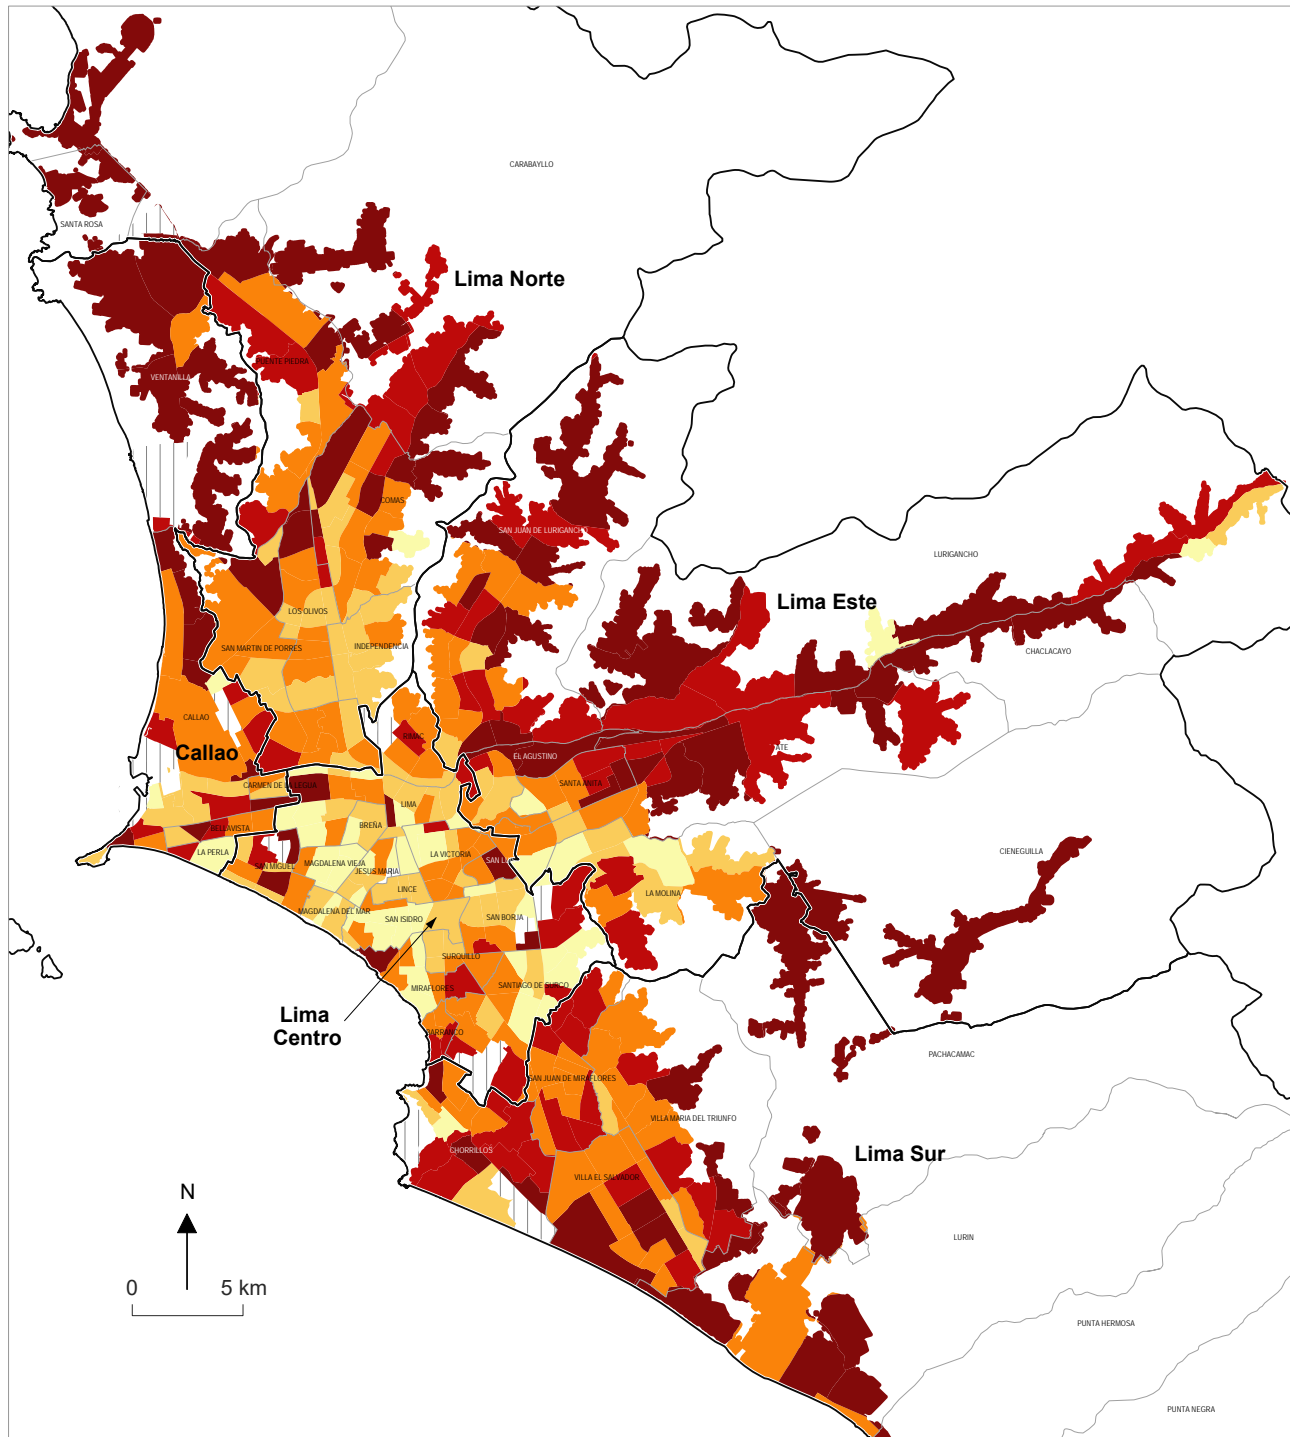 CARABAYLLO
SANTA ROSA
Lima Norte
PUENTE PIEDRA
VENTANILLA
COMAS
SAN JUAN DE LURIGANCHO
LURIGANCHO
Lima Este
LOS OLIVOS
SAN MARTIN DE PORRES
INDEPENDENCIA
CHACLACAYO
CALLAO
RIMAC
Callao
EL AGUSTINO
ATE
CARMEN DE LA LEGUA
SANTA ANITA
LIMA
BELLAVISTA
BREÑA
LA PERLA
SAN MIGUEL
MAGDALENA VIEJA
JESUS MARIA
LA VICTORIA
CIENEGUILLA
LINCE
LA MOLINA
MAGDALENA DEL MAR
SAN ISIDRO
SAN BORJA
SURQUILLO
MIRAFLORES
SANTIAGO DE SURCO
Lima
Centro
BARRANCO
PACHACAMAC
SAN JUAN DE MIRAFLORES
VILLA MARIA DEL TRIUNFO
CHORRILLOS
Lima Sur
VILLA EL SALVADOR
N
LURIN
0 5 km
PUNTA HERMOSA
PUNTA NEGRA